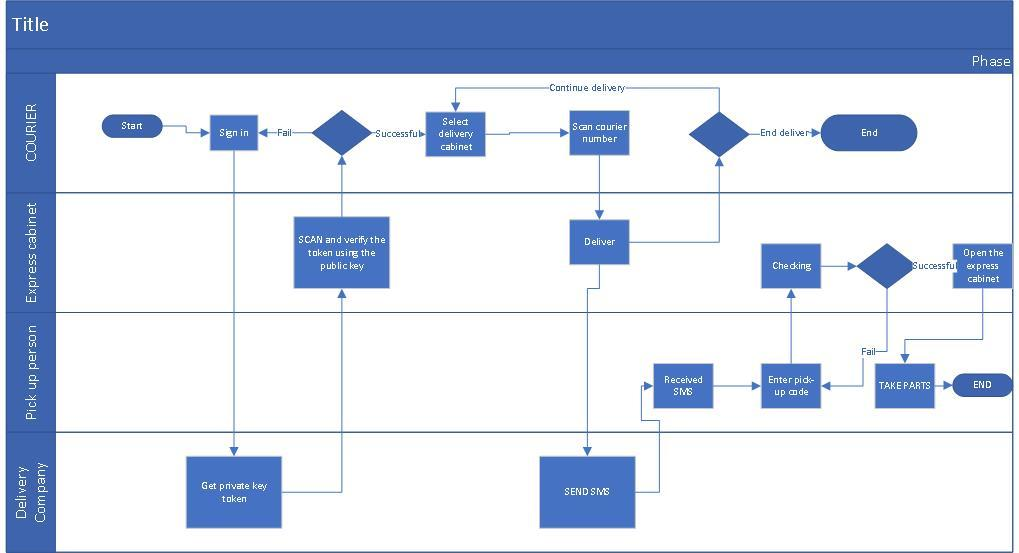 Title
Phase
COURIER
Start
Sign in
Fail
Successful
Select
delivery
cabinet
Continue delivery
Scan courier
number
End deliver
End
Express cabinet
SCAN and verify the
token using the
public key
Deliver
Checking
Successful
Open the
express
cabinet
Pick up person
Received
SMS
Enter pick-
up code
Fail
TAKE PARTS
END
Delivery
Company
Get private key
token
SEND SMS